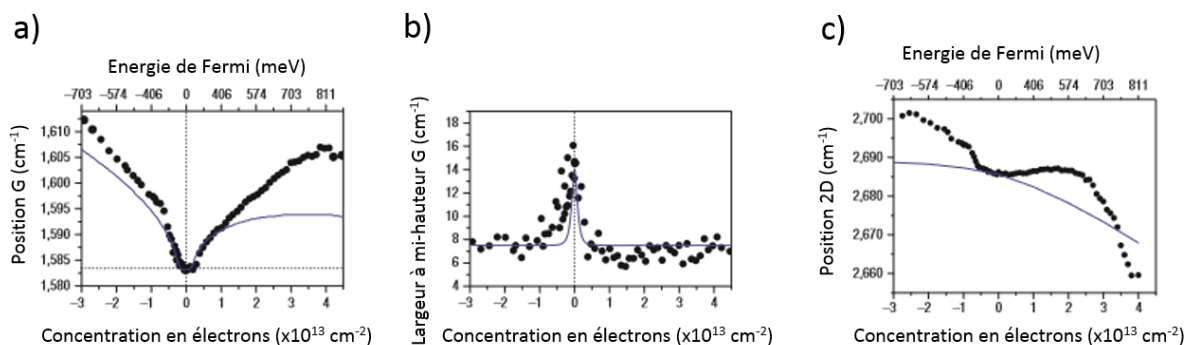 a)
Energie de Fermi (meV)
−703 −574 −406 0 406 574 703 811
Position G (cm⁻¹)
1,610
1,605
1,600
1,595
1,590
1,585
1,580
−3 −2 −1 0 1 2 3 4
Concentration en électrons (x10¹³ cm⁻²)
b)
Largeur à mi-hauteur G (cm⁻¹)
18
16
14
12
10
8
6
4
−3 −2 −1 0 1 2 3 4
Concentration en électrons (x10¹³ cm⁻²)
c)
Energie de Fermi (meV)
−703 −574 −406 0 406 574 703 811
Position 2D (cm⁻¹)
2,700
2,690
2,680
2,670
2,660
−3 −2 −1 0 1 2 3 4
Concentration en électrons (x10¹³ cm⁻²)